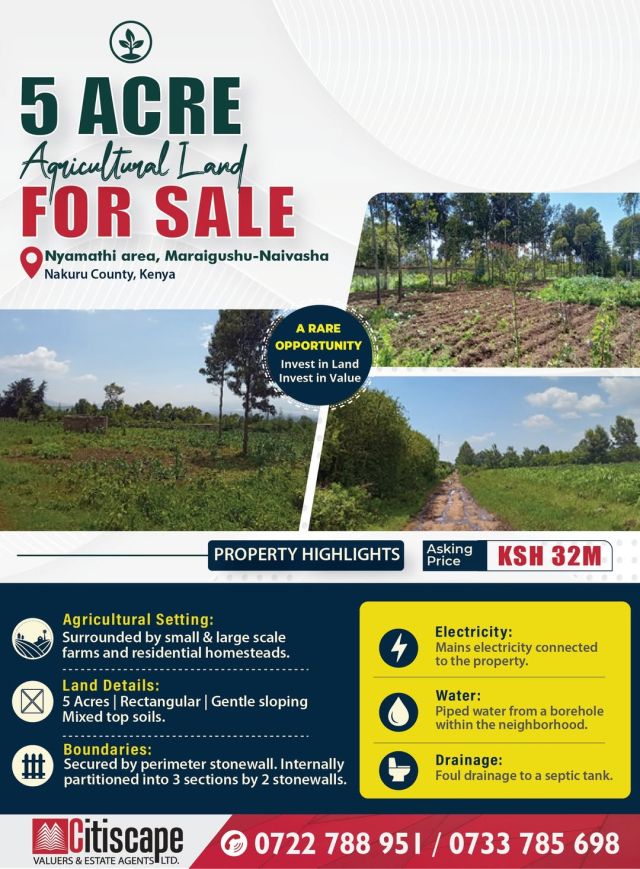 5 ACRE
Agricultural Land
FOR SALE
Nyamathi area, Maraigushu-Naivasha
Nakuru County, Kenya
A RARE
OPPORTUNITY
Invest in Land
Invest in Value
PROPERTY HIGHLIGHTS
Asking
Price
KSH 32M
Agricultural Setting:
Surrounded by small & large scale
farms and residential homesteads.
Land Details:
5 Acres | Rectangular | Gentle sloping
Mixed top soils.
Boundaries:
Secured by perimeter stonewall. Internally
partitioned into 3 sections by 2 stonewalls.
Electricity:
Mains electricity connected
to the property.
Water:
Piped water from a borehole
within the neighborhood.
Drainage:
Foul drainage to a septic tank.
Citiscape
VALUERS & ESTATE AGENTS LTD.
0722 788 951 / 0733 785 698